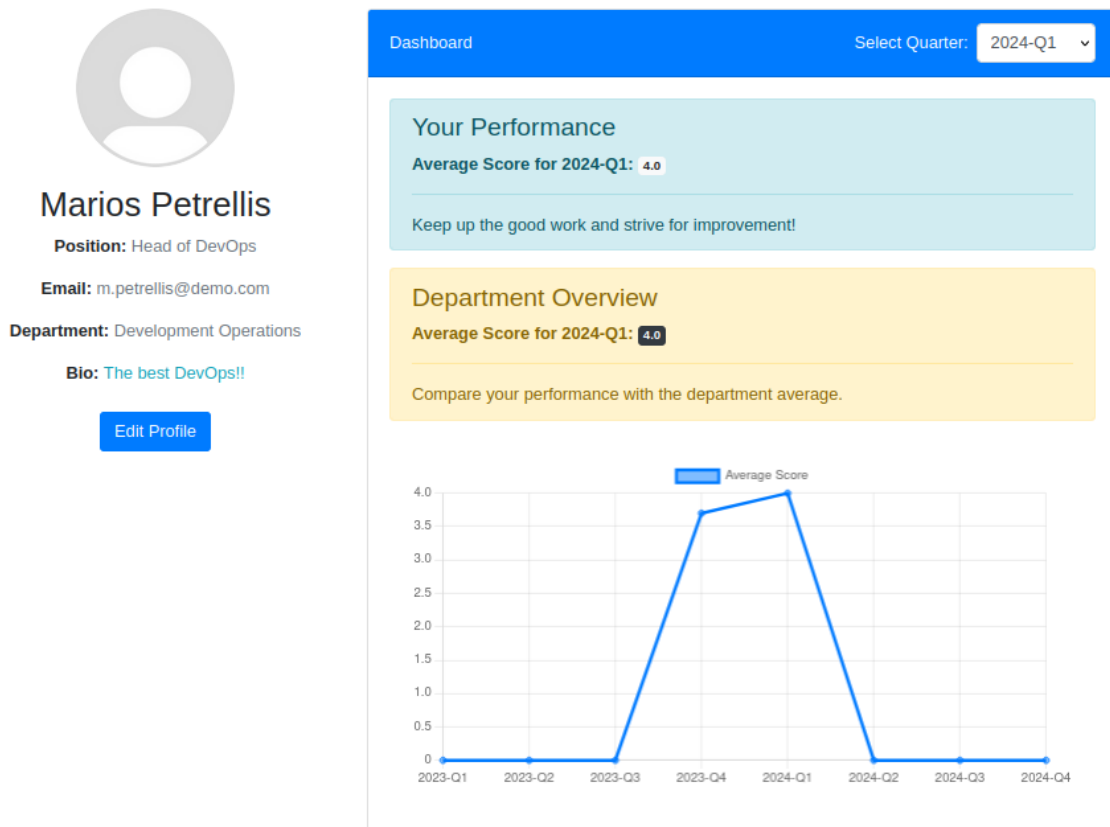 Marios Petrellis
Position: Head of DevOps
Email: m.petrellis@demo.com
Department: Development Operations
Bio: The best DevOps!!
Edit Profile
Dashboard
Select Quarter: 2024-Q1
Your Performance
Average Score for 2024-Q1: 4.0
Keep up the good work and strive for improvement!
Department Overview
Average Score for 2024-Q1: 4.0
Compare your performance with the department average.
Average Score
4.0
3.5
3.0
2.5
2.0
1.5
1.0
0.5
0
2023-Q1 2023-Q2 2023-Q3 2023-Q4 2024-Q1 2024-Q2 2024-Q3 2024-Q4